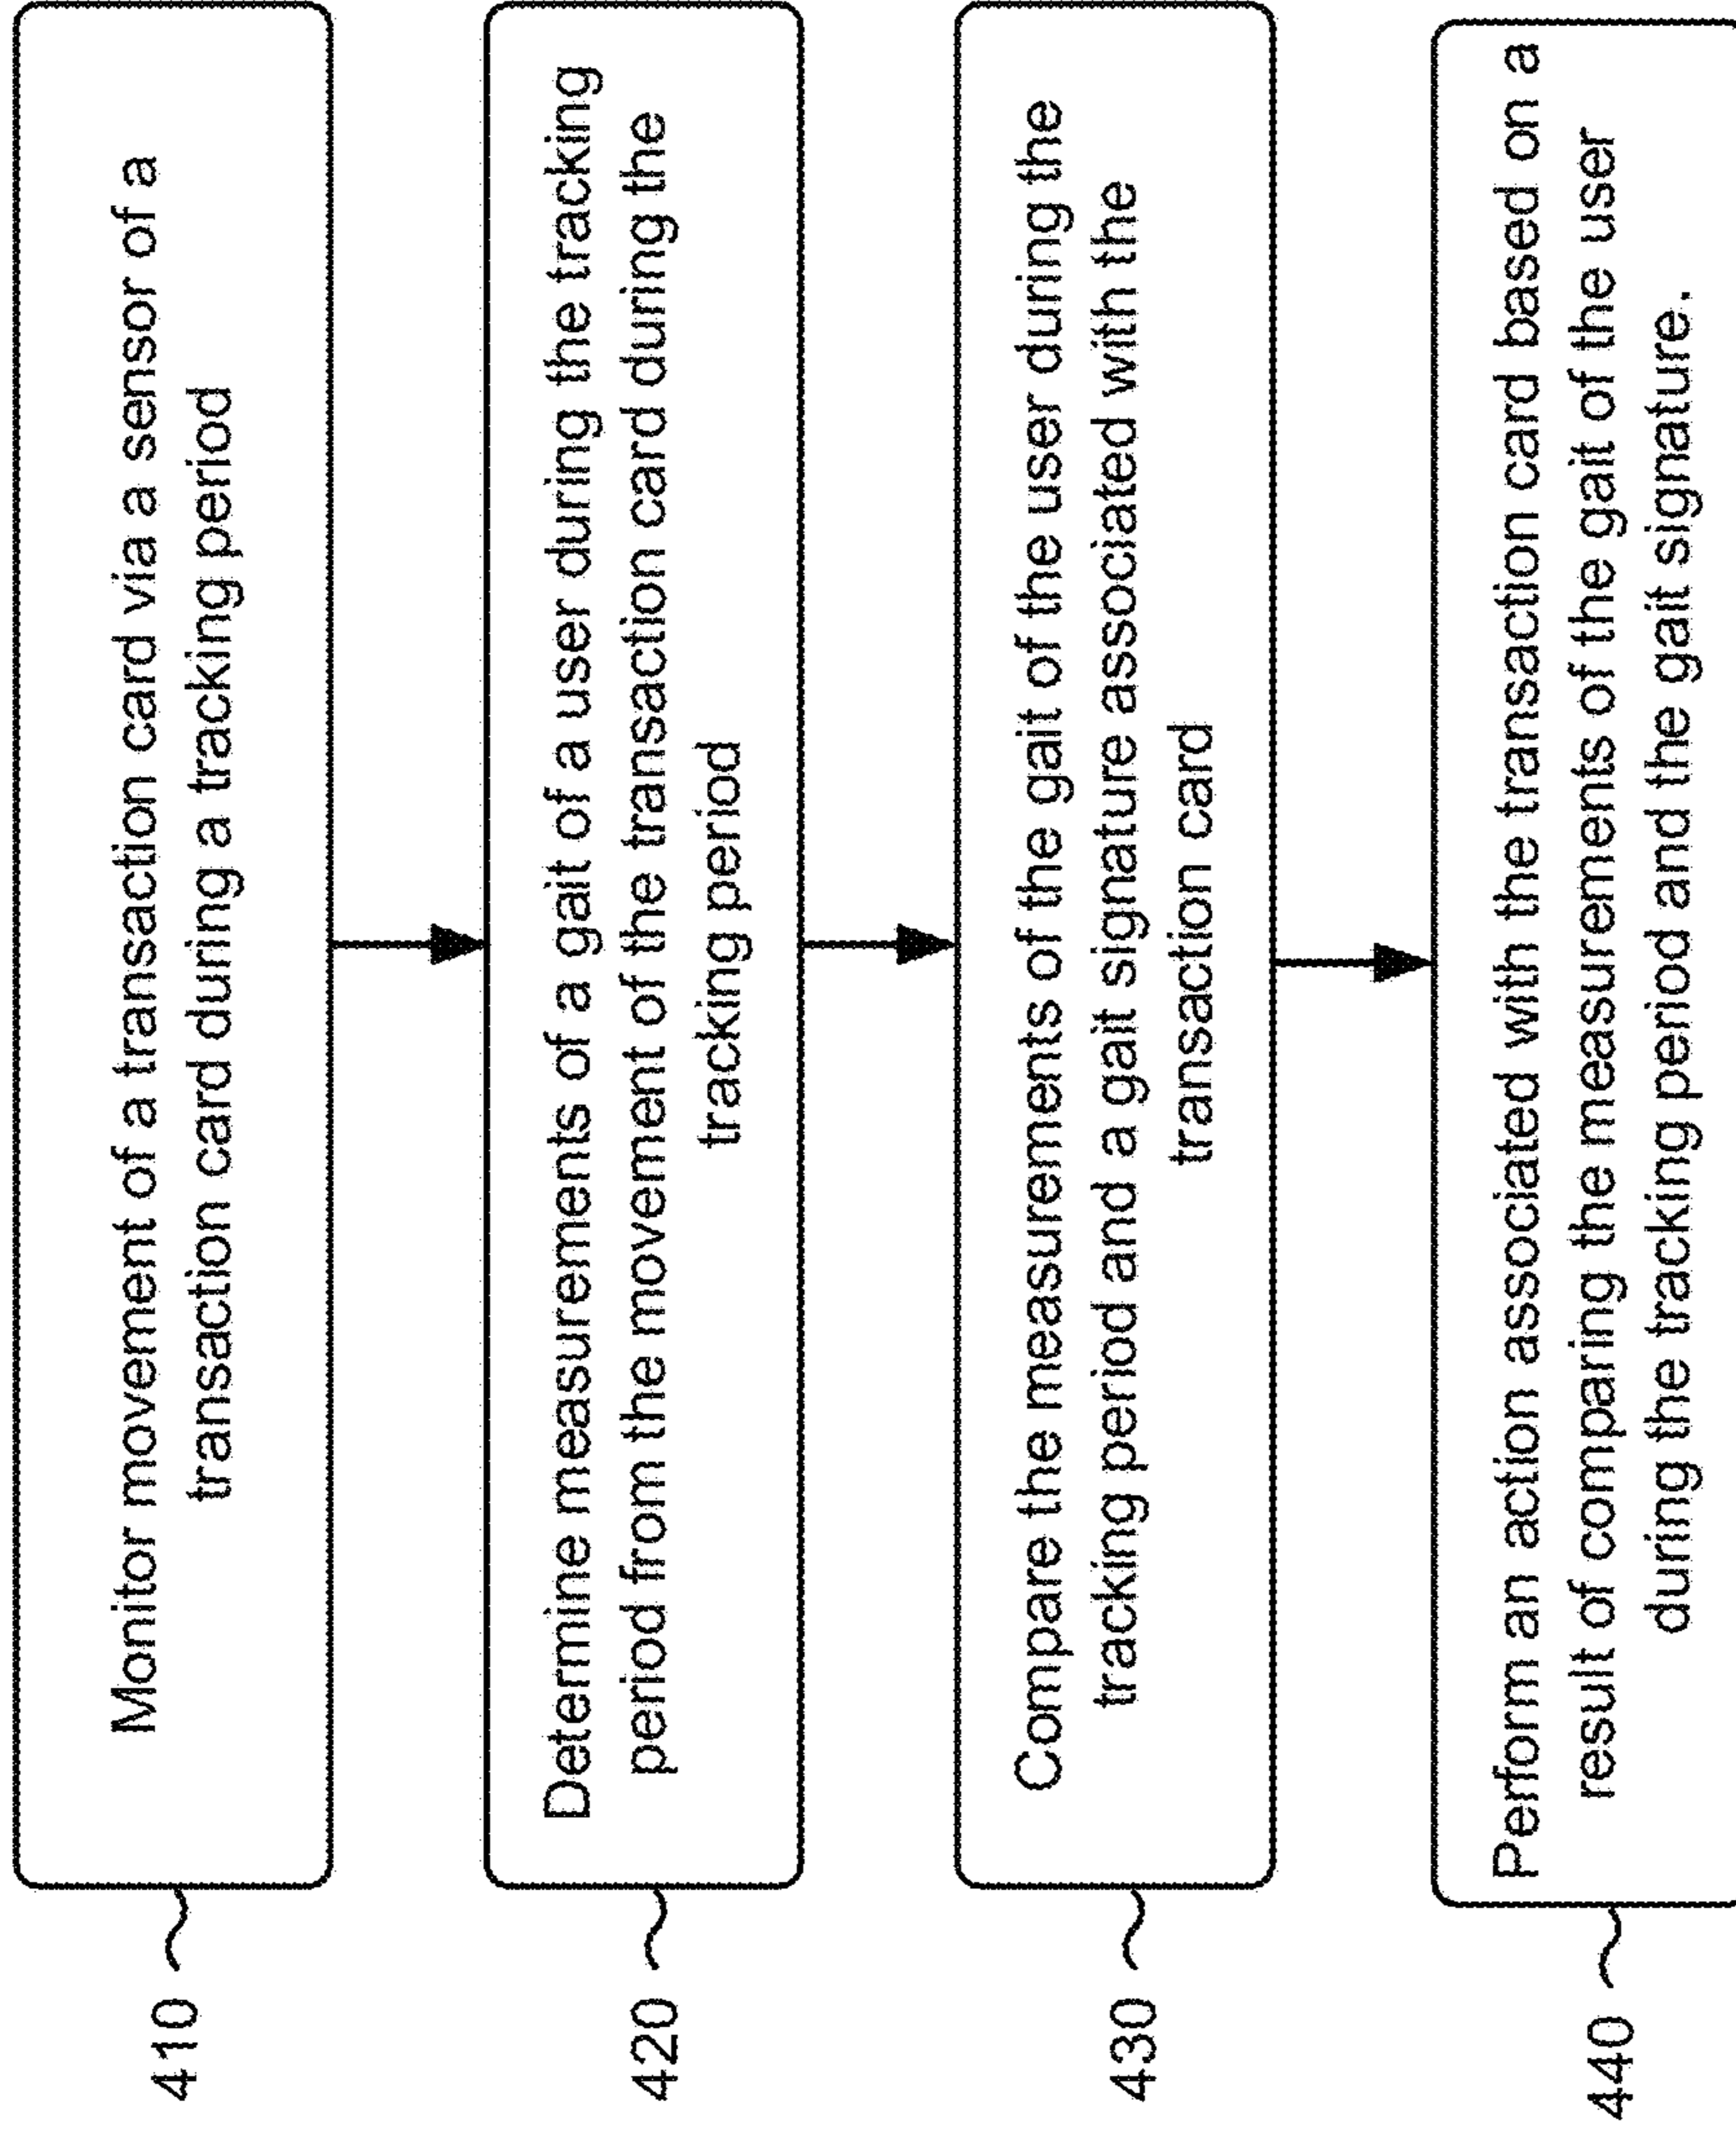 410
Monitor movement of a transaction card via a sensor of a
transaction card during a tracking period
420
Determine measurements of a gait of a user during the tracking
period from the movement of the transaction card during the
tracking period
430
Compare the measurements of the gait of the user during the
tracking period and a gait signature associated with the
transaction card
440
Perform an action associated with the transaction card based on a
result of comparing the measurements of the gait of the user
during the tracking period and the gait signature.